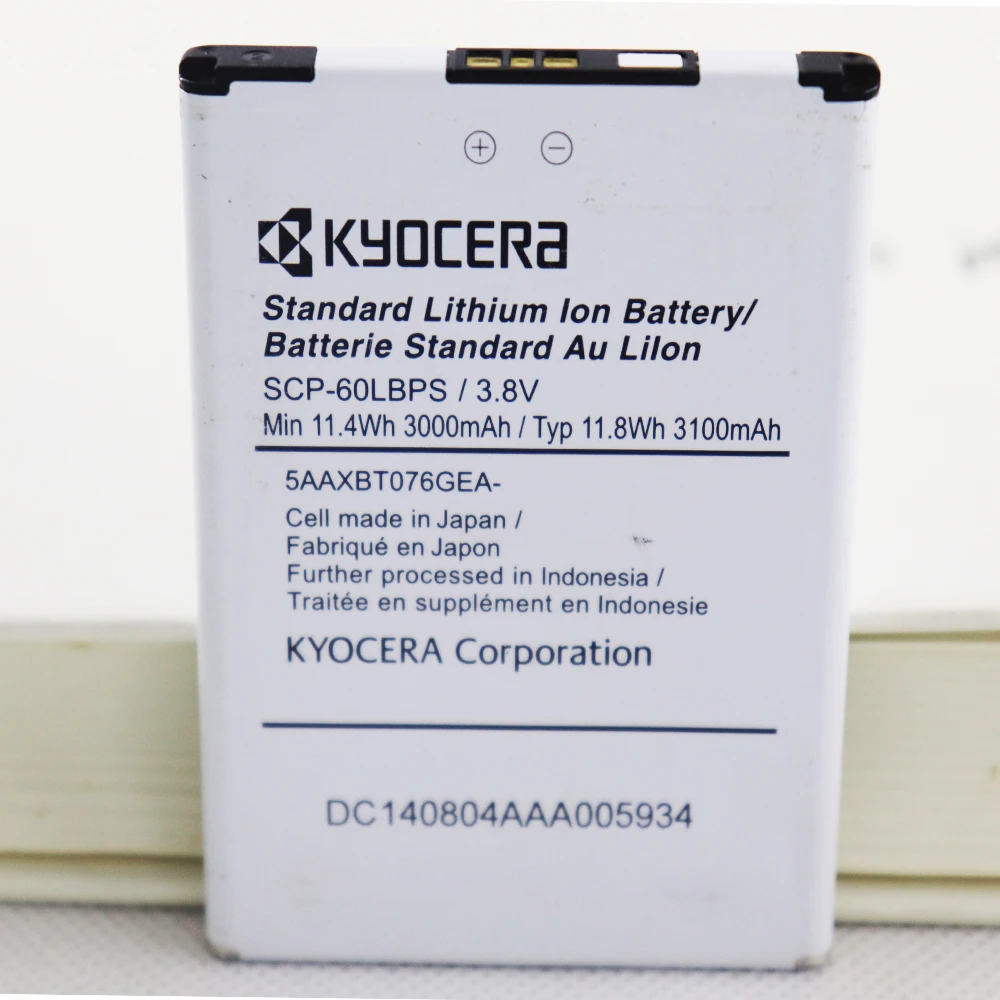 + −
KYOCERA
Standard Lithium Ion Battery/
Batterie Standard Au LiIon
SCP-60LBPS / 3.8V
Min 11.4Wh 3000mAh / Typ 11.8Wh 3100mAh
5AAXBT076GEA-
Cell made in Japan /
Fabriqué en Japon
Further processed in Indonesia /
Traitée en supplément en Indonesie
KYOCERA Corporation
DC140804AAA005934